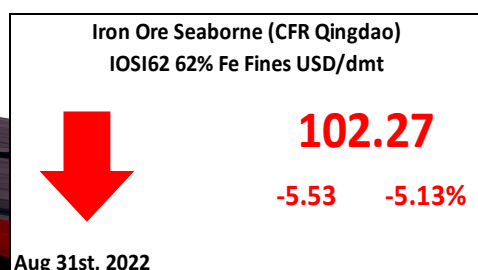 Iron Ore Seaborne (CFR Qingdao)
IOSI62 62% Fe Fines USD/dmt
102.27
-5.53 -5.13%
Aug 31st, 2022